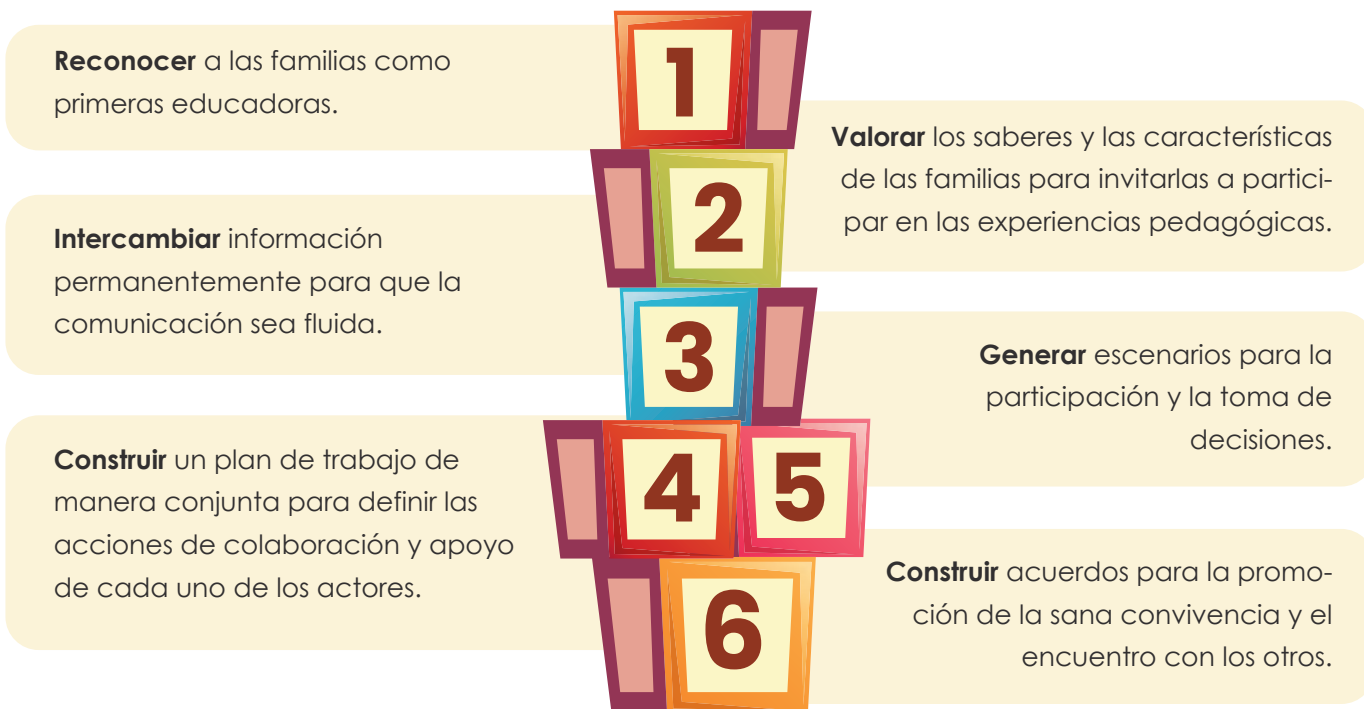 1
Reconocer a las familias como
primeras educadoras.
2
Valorar los saberes y las características
de las familias para invitarlas a partici-
par en las experiencias pedagógicas.
3
Intercambiar información
permanentemente para que la
comunicación sea fluida.
4
Construir un plan de trabajo de
manera conjunta para definir las
acciones de colaboración y apoyo
de cada uno de los actores.
5
Generar escenarios para la
participación y la toma de
decisiones.
6
Construir acuerdos para la promo-
ción de la sana convivencia y el
encuentro con los otros.